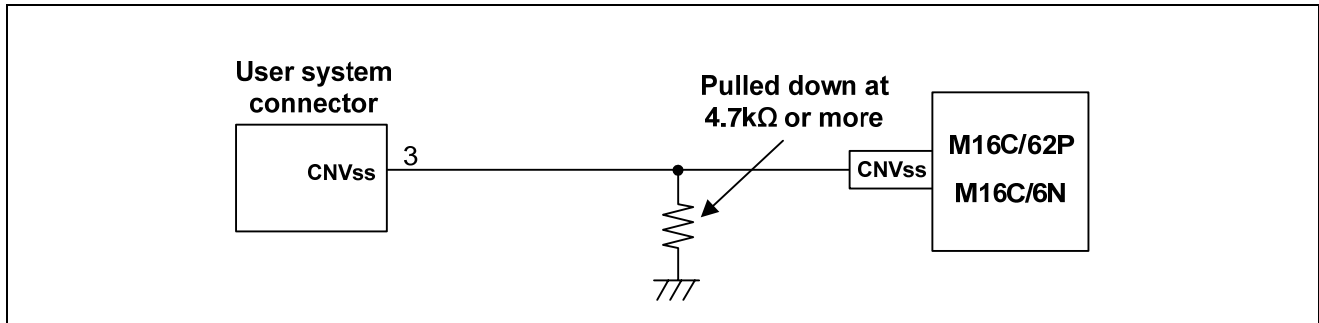 User system
connector
CNVss
3
Pulled down at
4.7kΩ or more
CNVss
M16C/62P
M16C/6N